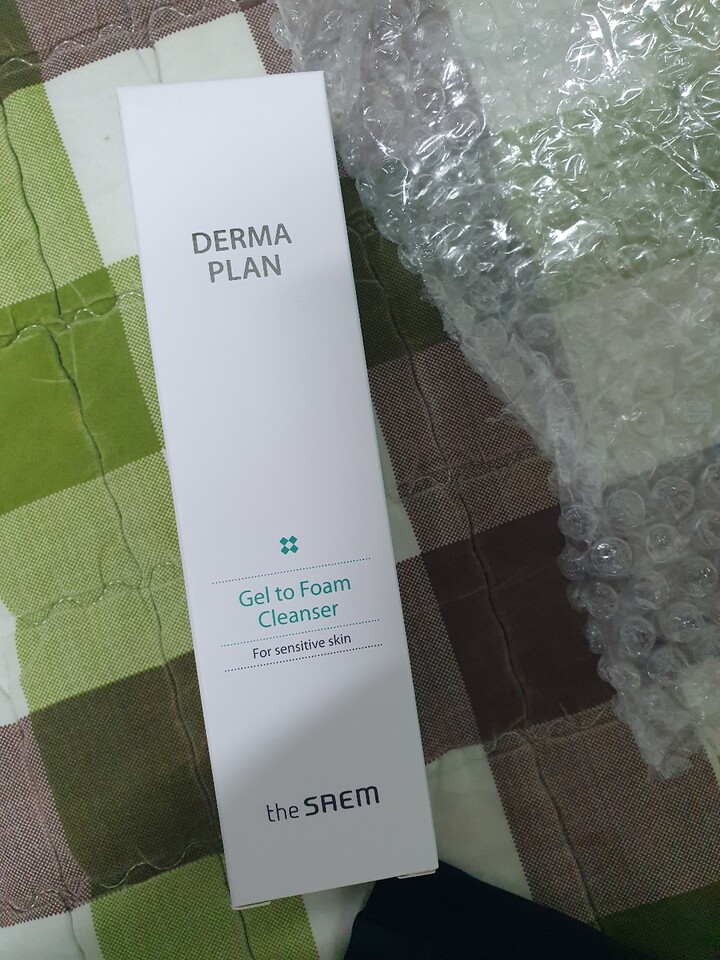 DERMA
PLAN
Gel to Foam
Cleanser
For sensitive skin
the SAEM